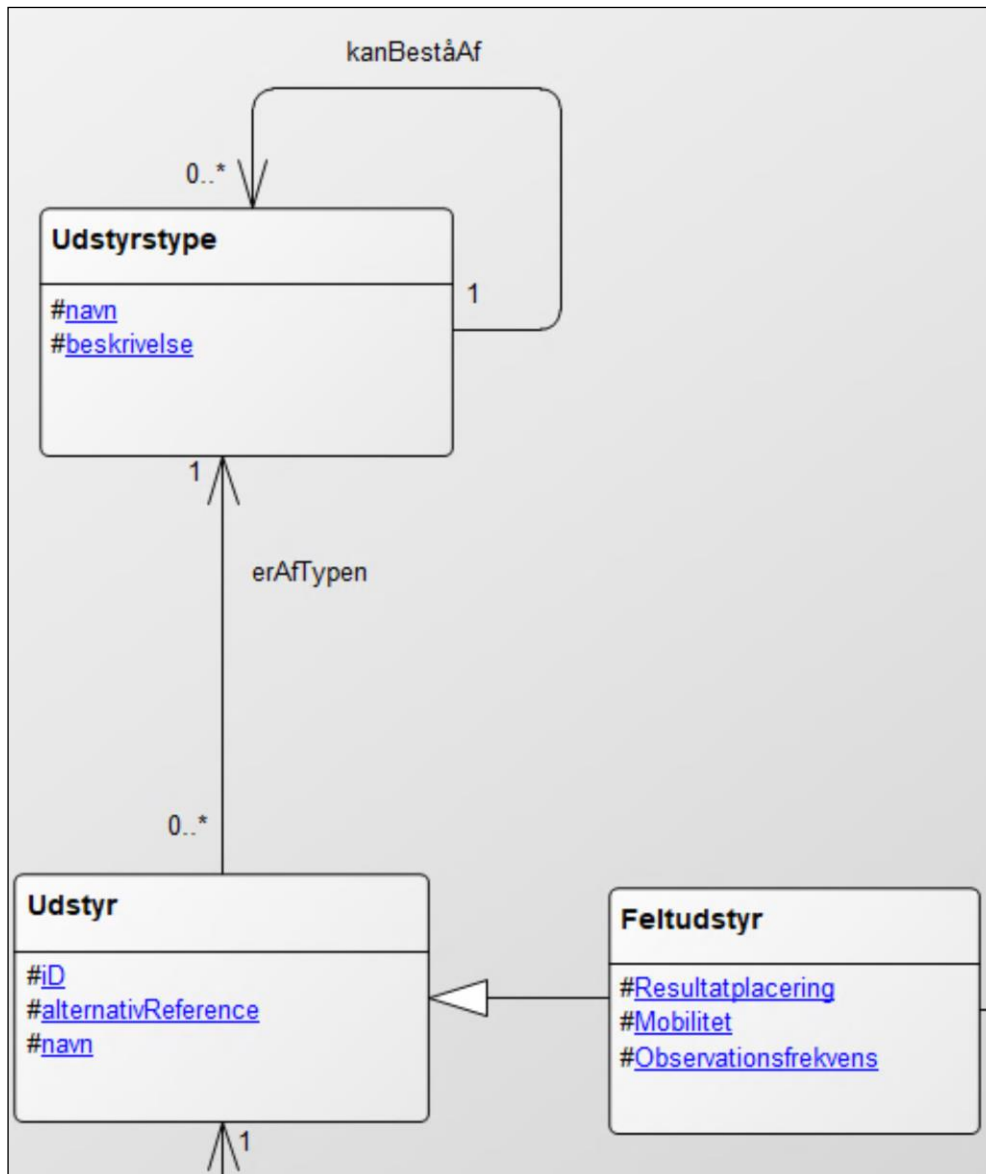 kanBeståAf
0..*
Udstyrstype
#navn
#beskrivelse
1
1
erAfTypen
0..*
Udstyr
#iD
#alternativReference
#navn
Feltudstyr
#Resultatplacering
#Mobilitet
#Observationsfrekvens
1